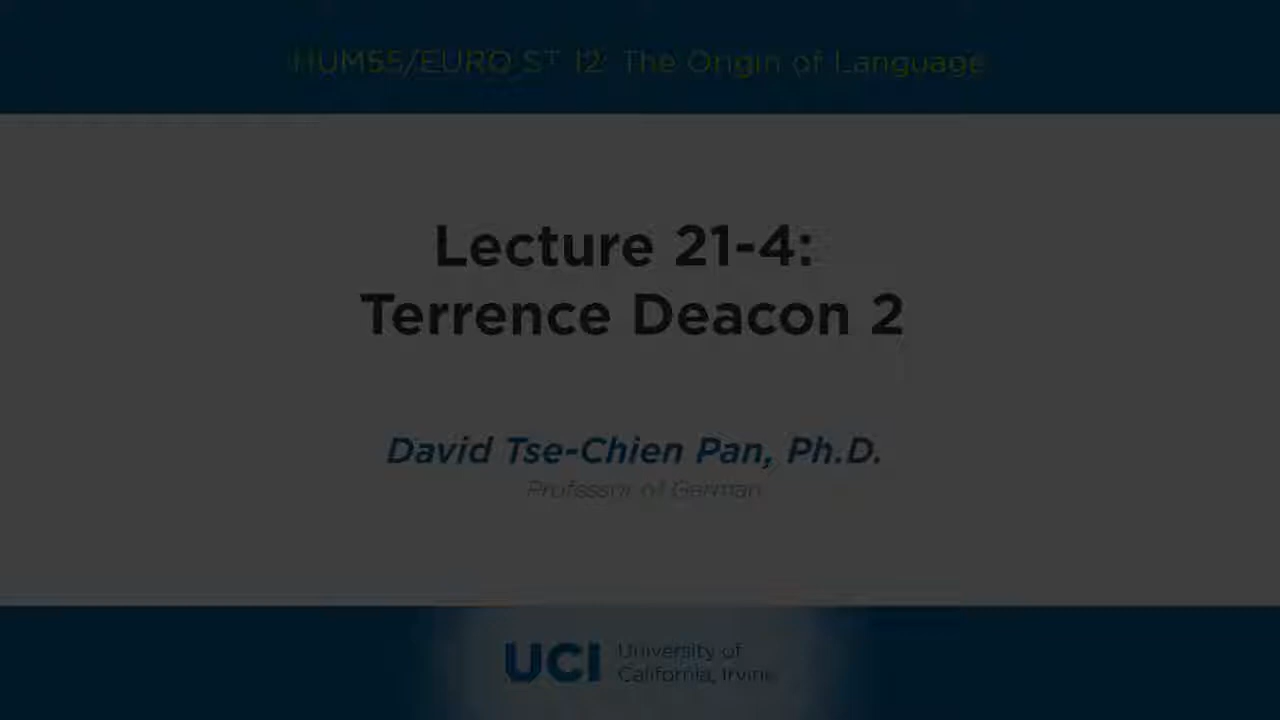 HUM55/EURO ST 12: The Origin of Language
Lecture 21-4:
Terrence Deacon 2
David Tse-Chien Pan, Ph.D.
Professor of German
UCI University of
California, Irvine